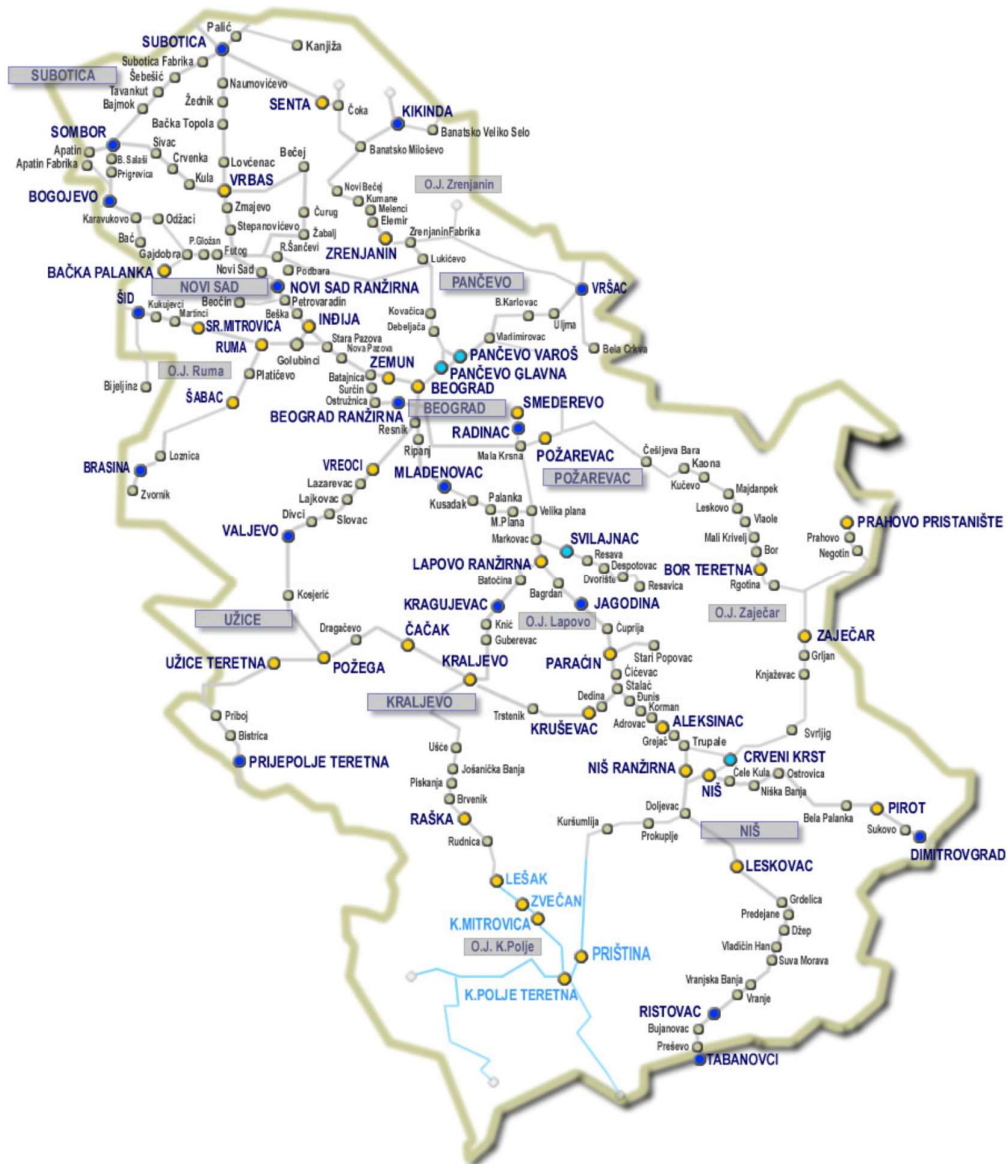 Palić
SUBOTICA
Kanjiža
Subotica Fabrika
SUBOTICA
Šebešić
Naumovićevo
Tavankut
Žednik
SENTA
Čoka
KIKINDA
Bajmok
Bačka Topola
Banatsko Veliko Selo
SOMBOR
Sivac
Banatsko Miloševo
Apatin
B. Salaši
Crvenka
Lovćenac
Bečej
Apatin Fabrika
Prigrevica
Kula
VRBAS
Novi Bečej
O.J. Zrenjanin
BOGOJEVO
Zmajevo
Kumane
Karavukovo
Odžaci
Čurug
Melenci
Stepanovićevo
Elemir
Bač
Žabalj
ZrenjaninFabrika
P.Gložan
Futog
R.Šančevi
ZRENJANIN
Gajdobra
Lukićevo
BAČKA PALANKA
Novi Sad
Podbara
PANČEVO
NOVI SAD
NOVI SAD RANŽIRNA
VRŠAC
ŠID
Kukujevci
Beočin
Petrovaradin
B.Karlovac
Martinci
Beška
Kovačica
Uljma
SR.MITROVICA
INĐIJA
Debeljača
Vladimirovac
RUMA
Stara Pazova
Golubinci
Nova Pazova
Bela Crkva
PANČEVO VAROŠ
O.J. Ruma
ZEMUN
PANČEVO GLAVNA
Platićevo
Batajnica
Bijeljina
Surčin
BEOGRAD
ŠABAC
Ostružnica
SMEDEREVO
BEOGRAD RANŽIRNA
BEOGRAD
Resnik
RADINAC
Ripanj
POŽAREVAC
Loznica
Mala Krsna
Češljeva Bara
BRASINA
VREOCI
MLADENOVAC
POŽAREVAC
Kaona
Lazarevac
Kučevo
Zvornik
Lajkovac
Palanka
Majdanpek
Kusadak
Leskovo
Divci
Slovac
M.Plana
Velika plana
Vlaole
PRAHOVO PRISTANIŠTE
VALJEVO
Markovac
SVILAJNAC
Mali Krivelj
Prahovo
Resava
Bor
Negotin
LAPOVO RANŽIRNA
Despotovac
BOR TERETNA
Batočina
Dvorište
Resavica
Rgotina
Bagrdan
Kosjerić
KRAGUJEVAC
JAGODINA
UŽICE
Knić
O.J. Lapovo
O.J. Zaječar
Dragačevo
Ćuprija
ČAČAK
Guberevac
ZAJEČAR
Stari Popovac
UŽICE TERETNA
POŽEGA
KRALJEVO
PARAĆIN
Grljan
Ćićevac
Knjaževac
Stalać
KRALJEVO
Dedina
Đunis
Trstenik
Korman
Priboj
Adrovac
ALEKSINAC
KRUŠEVAC
Svrljig
Bistrica
Grejač
Trupale
Ušće
CRVENI KRST
PRIJEPOLJE TERETNA
Jošanička Banja
NIŠ RANŽIRNA
NIŠ
Ćele Kula
Ostrovica
Piskanja
Niška Banja
Brvenik
Doljevac
PIROT
RAŠKA
Kuršumlija
Bela Palanka
Prokuplje
NIŠ
Sukovo
Rudnica
DIMITROVGRAD
LESKOVAC
LEŠAK
ZVEČAN
Grdelica
Predejane
K.MITROVICA
Džep
O.J. K.Polje
Vladičin Han
PRIŠTINA
Suva Morava
Vranjska Banja
K.POLJE TERETNA
Vranje
RISTOVAC
Bujanovac
Preševo
TABANOVCI